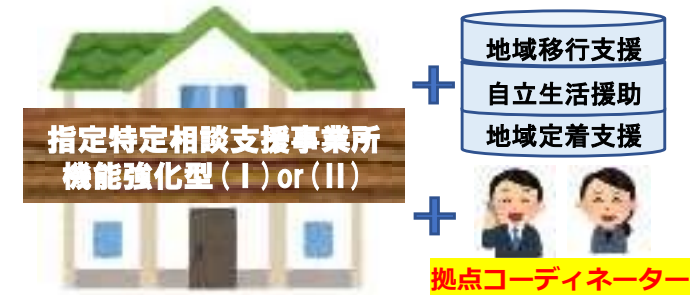 指定特定相談支援事業所
機能強化型(Ⅰ)or(Ⅱ)
地域移行支援
自立生活援助
地域定着支援
拠点コーディネーター